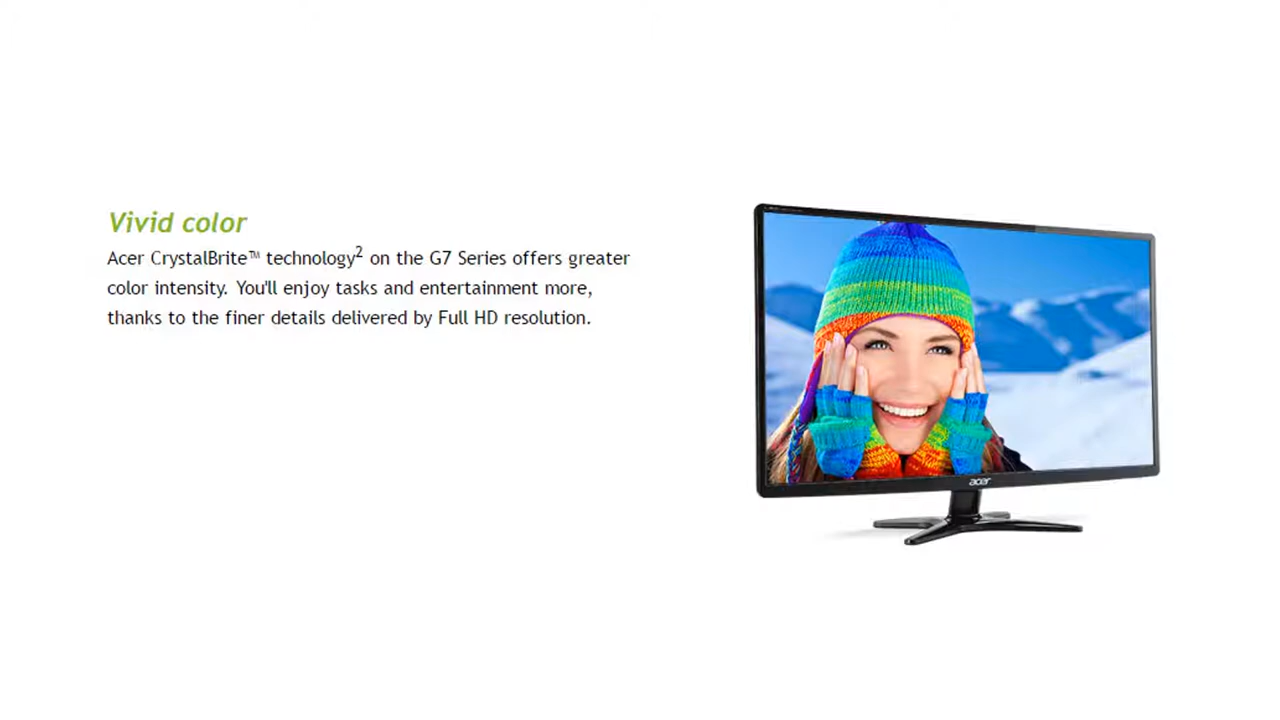 Vivid color
Acer CrystalBrite™ technology² on the G7 Series offers greater
color intensity. You'll enjoy tasks and entertainment more,
thanks to the finer details delivered by Full HD resolution.
acer